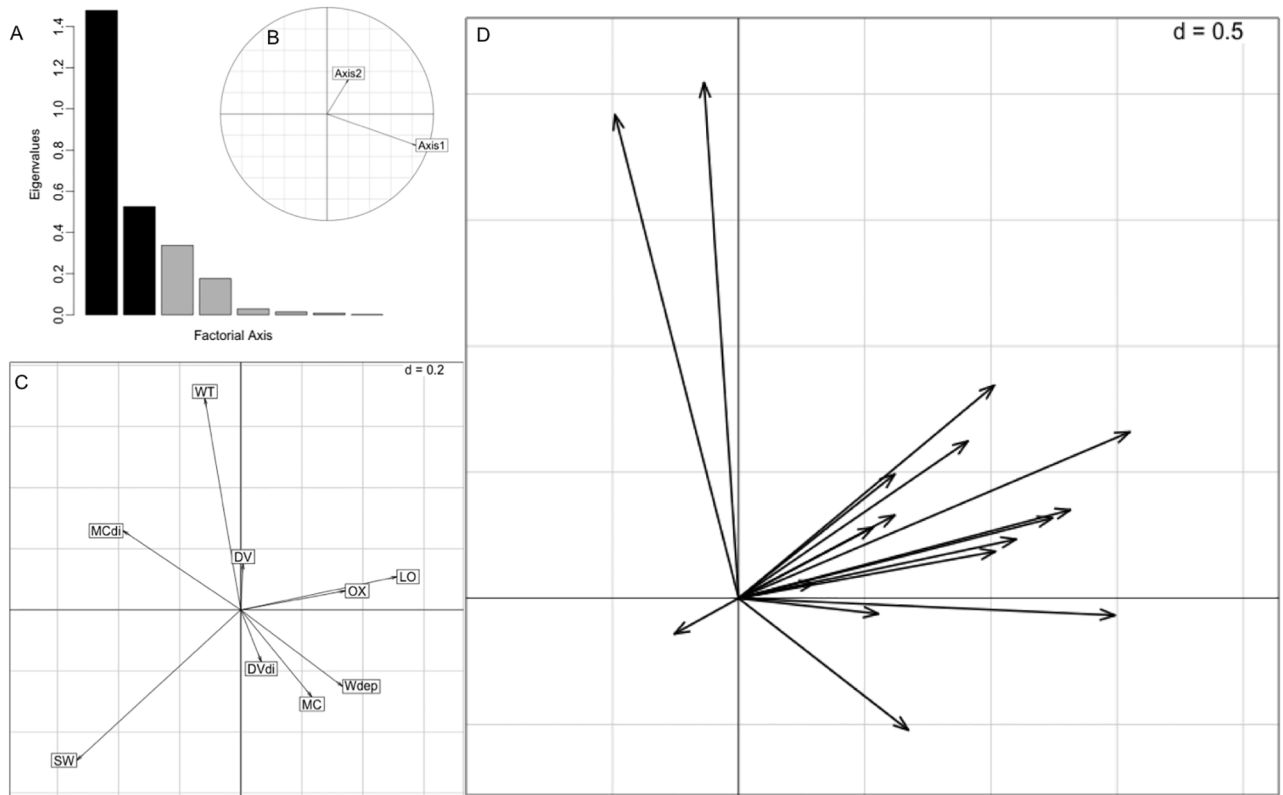 A
Eigenvalues
1.4
1.2
1.0
0.8
0.6
0.4
0.2
0.0
Factorial Axis
B
Axis2
Axis1
C
d = 0.2
WT
MCdi
DV
LO
OX
DVdi
Wdep
MC
SW
D
d = 0.5